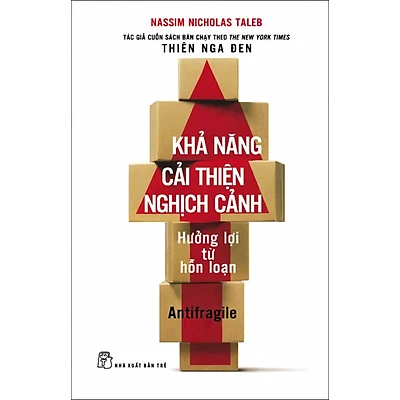 NASSIM NICHOLAS TALEB
TÁC GIẢ CUỐN SÁCH BÁN CHẠY THEO THE NEW YORK TIMES
THIÊN NGA ĐEN
KHẢ NĂNG
CẢI THIỆN
NGHỊCH CẢNH
Hưởng lợi
từ
hỗn loạn
Antifragile
NHÀ XUẤT BẢN TRẺ